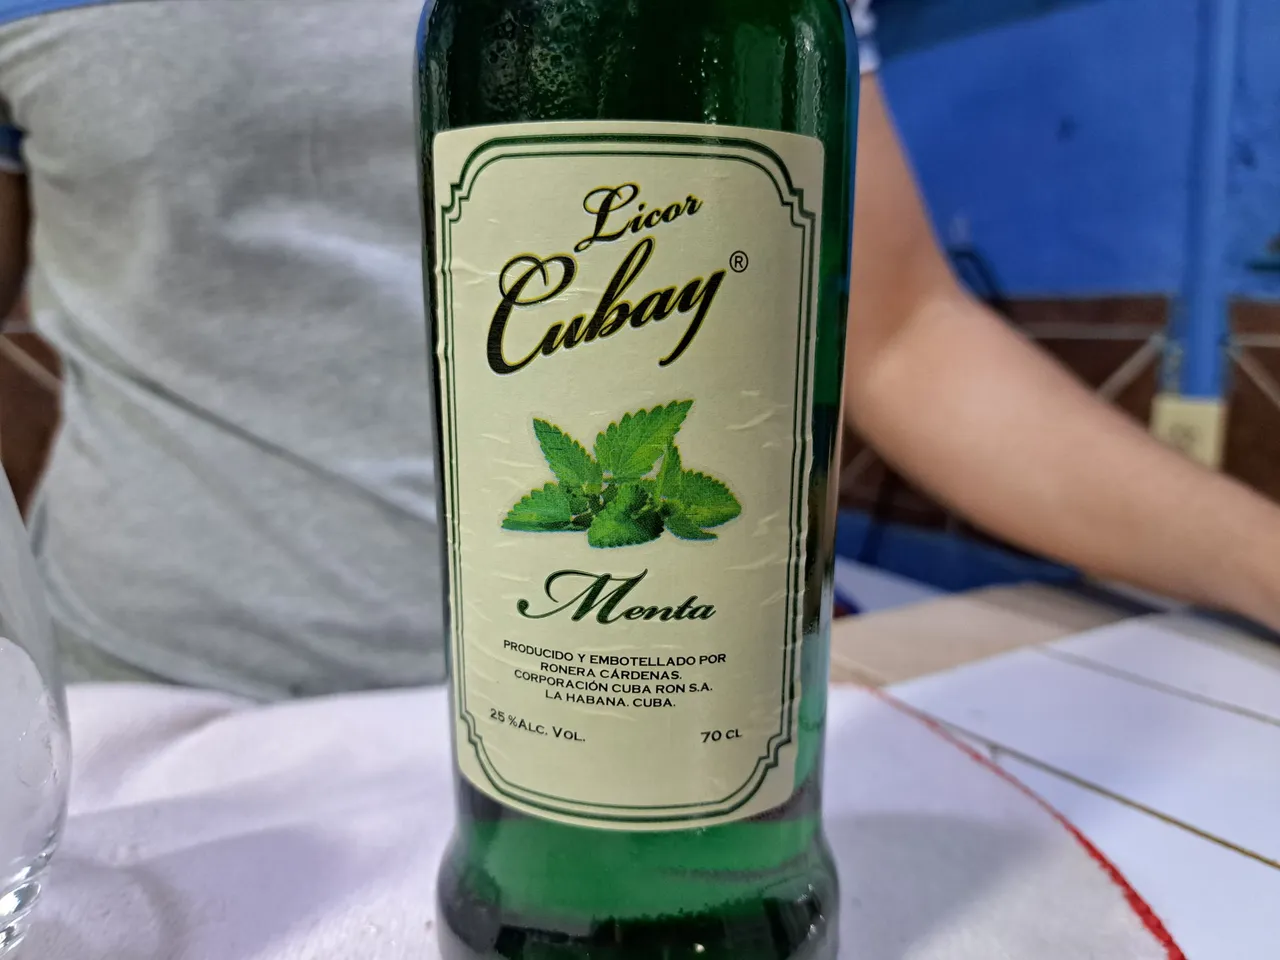 Licor
Cubay®
Menta
PRODUCIDO Y EMBOTELLADO POR
RONERA CÁRDENAS.
CORPORACIÓN CUBA RON S.A.
LA HABANA. CUBA.
25 %ALC. VOL. 70 CL